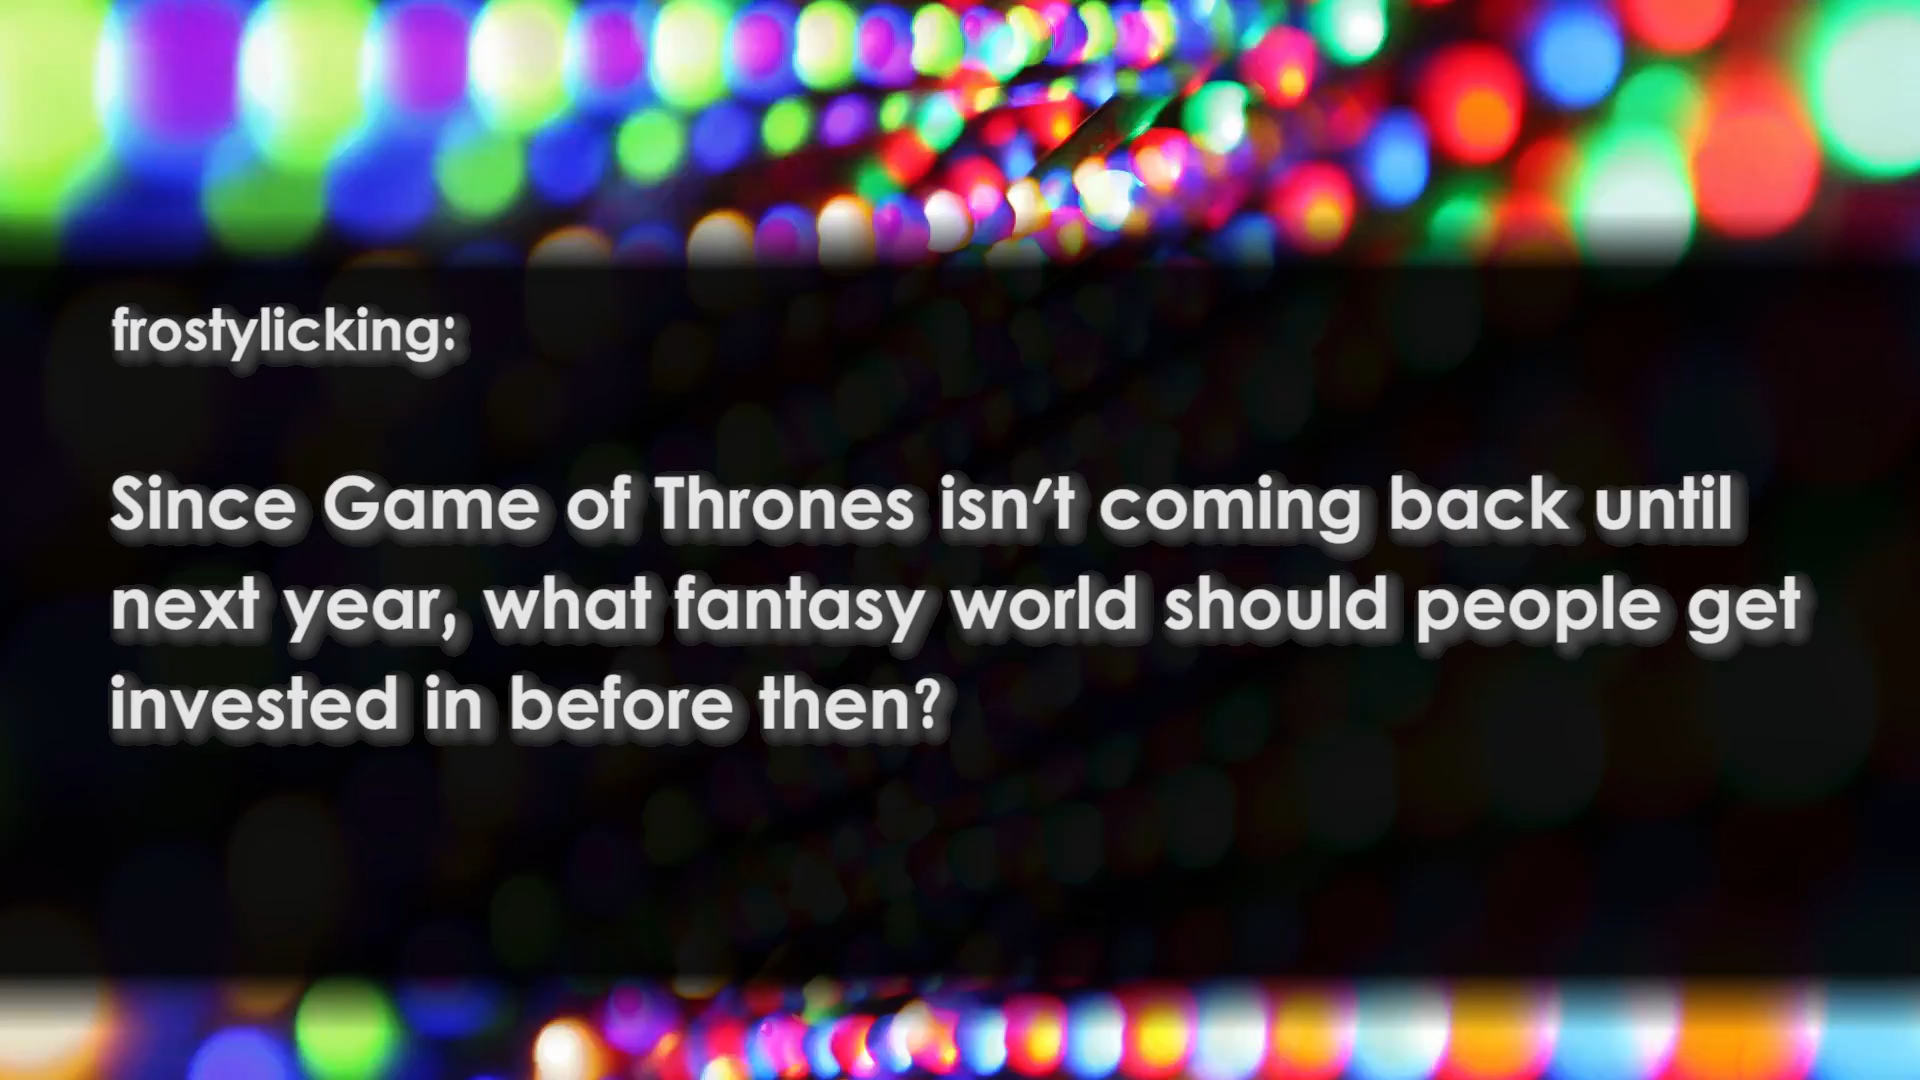 frostylicking:
Since Game of Thrones isn't coming back until
next year, what fantasy world should people get
invested in before then?